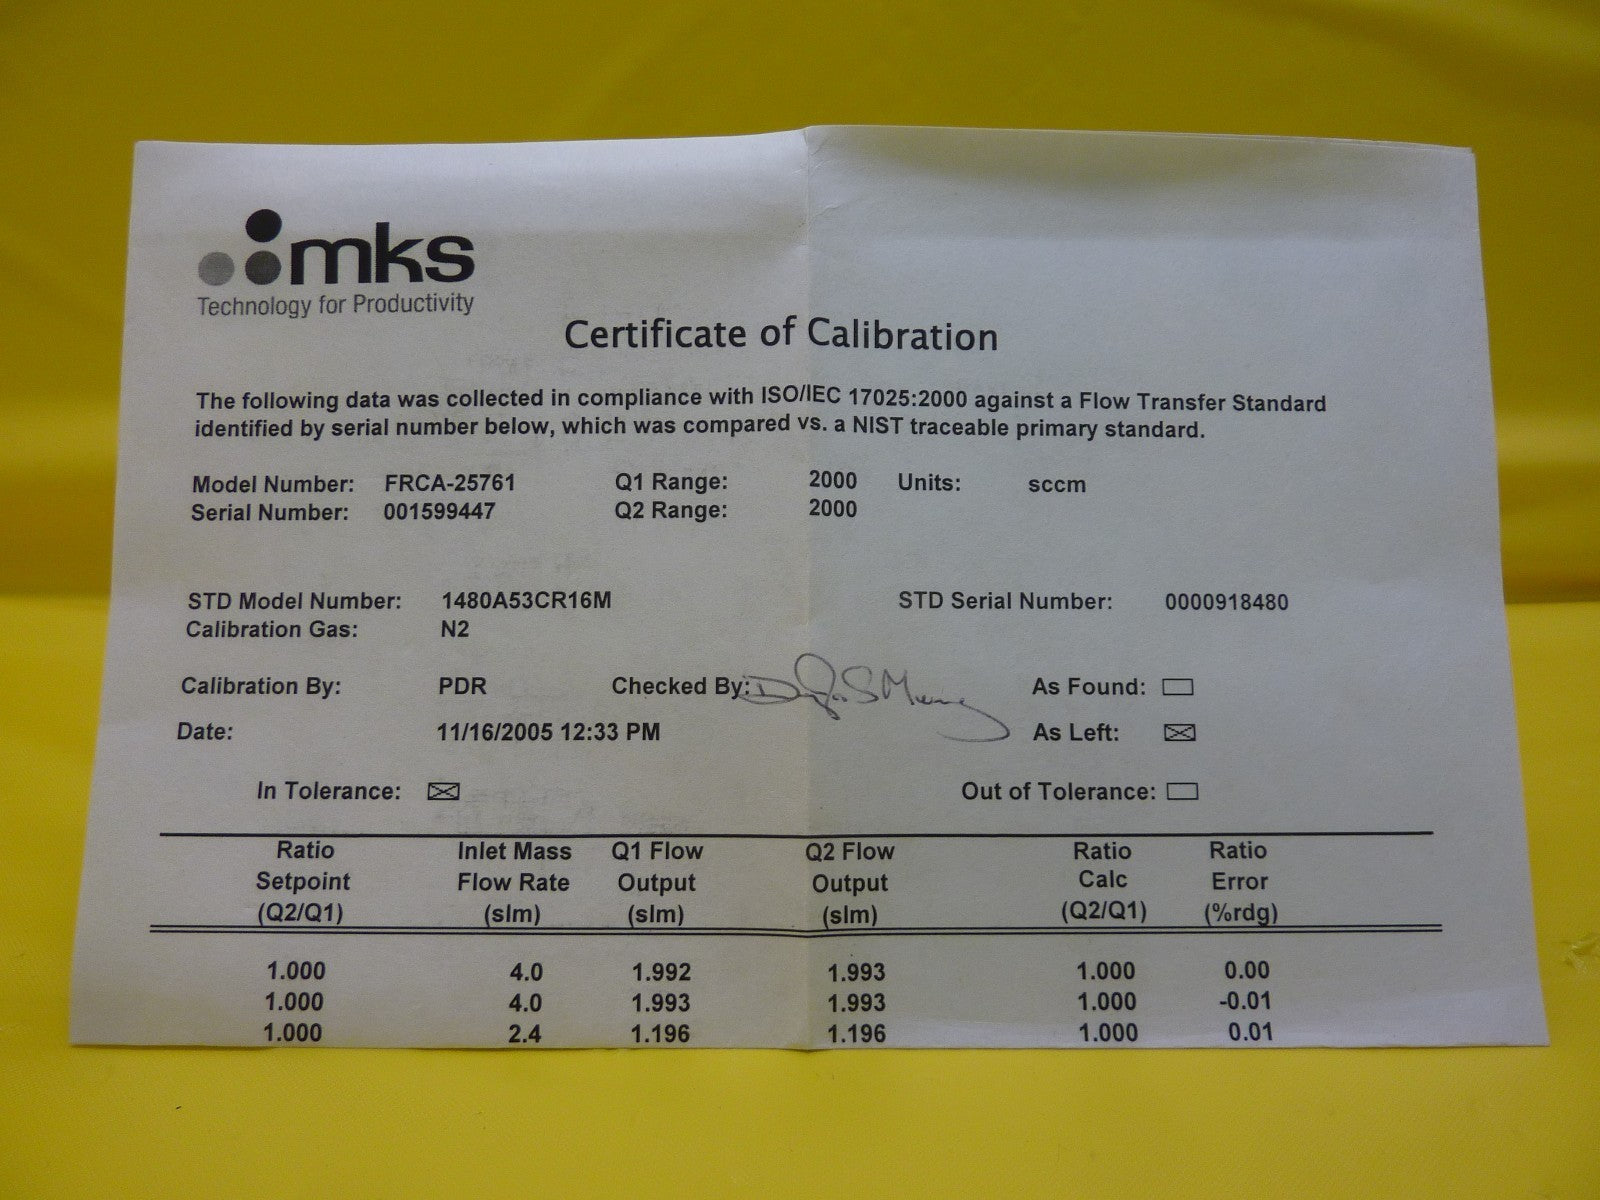 mks
Technology for Productivity
Certificate of Calibration
The following data was collected in compliance with ISO/IEC 17025:2000 against a Flow Transfer Standard
identified by serial number below, which was compared vs. a NIST traceable primary standard.
Model Number: FRCA-25761 Q1 Range: 2000 Units: sccm
Serial Number: 001599447 Q2 Range: 2000
STD Model Number: 1480A53CR16M STD Serial Number: 0000918480
Calibration Gas: N2
Calibration By: PDR Checked By: As Found:
Date: 11/16/2005 12:33 PM As Left:
In Tolerance: Out of Tolerance:
Ratio Inlet Mass Q1 Flow Q2 Flow Ratio Ratio
Setpoint Flow Rate Output Output Calc Error
(Q2/Q1) (slm) (slm) (slm) (Q2/Q1) (%rdg)
1.000 4.0 1.992 1.993 1.000 0.00
1.000 4.0 1.993 1.993 1.000 -0.01
1.000 2.4 1.196 1.196 1.000 0.01